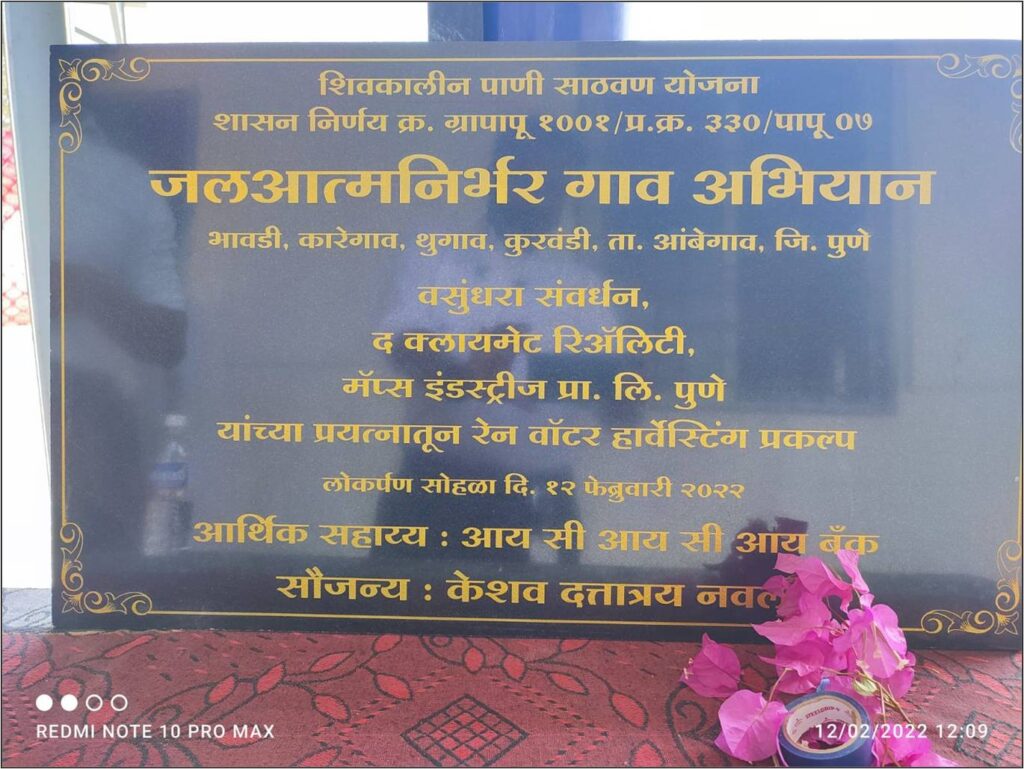 शिवकालीन पाणी साठवण योजना
शासन निर्णय क्र. ग्रापापू १००१/प्र.क्र. ३३०/पापू ०७
जलआत्मनिर्भर गाव अभियान
भावडी, कारेगाव, थुगाव, कुरवंडी, ता. आंबेगाव, जि. पुणे
वसुंधरा संवर्धन,
द क्लायमेट रिॲलिटी,
मॅप्स इंडस्ट्रीज प्रा. लि. पुणे
यांच्या प्रयत्नातून रेन वॉटर हार्वेस्टिंग प्रकल्प
लोकर्पण सोहळा दि. १२ फेब्रुवारी २०२२
आर्थिक सहाय्य : आय सी आय सी आय बँक
सौजन्य : केशव दत्तात्रय
REDMI NOTE 10 PRO MAX
12/02/2022 12:09